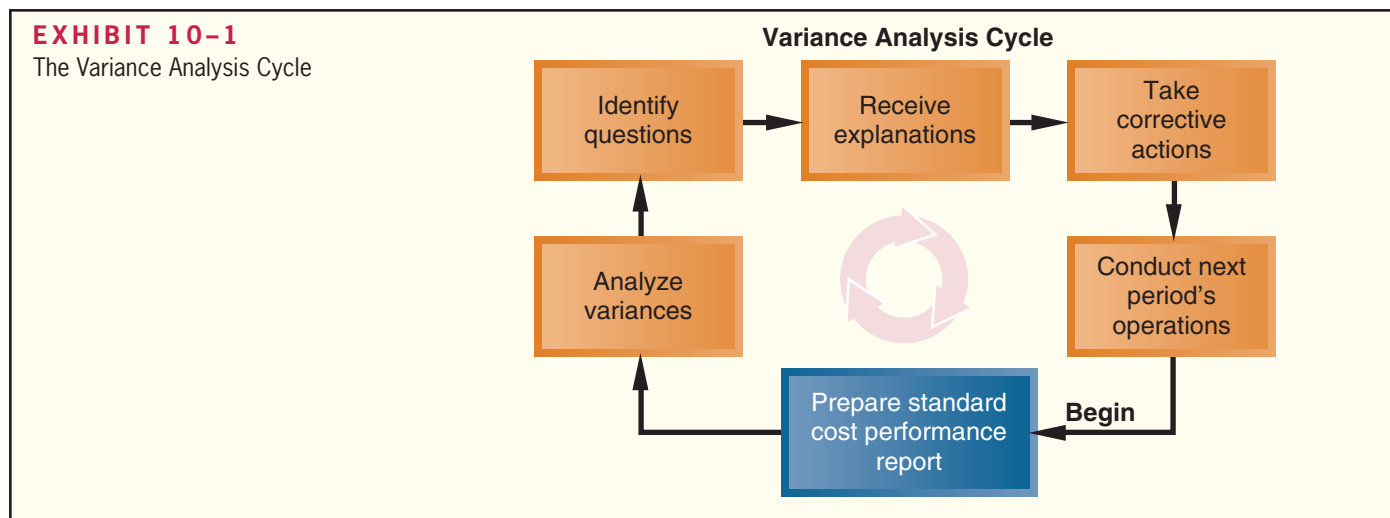 EXHIBIT 10–1
The Variance Analysis Cycle
Variance Analysis Cycle
Identify
questions
Receive
explanations
Take
corrective
actions
Analyze
variances
Conduct next
period's
operations
Prepare standard
cost performance
report
Begin